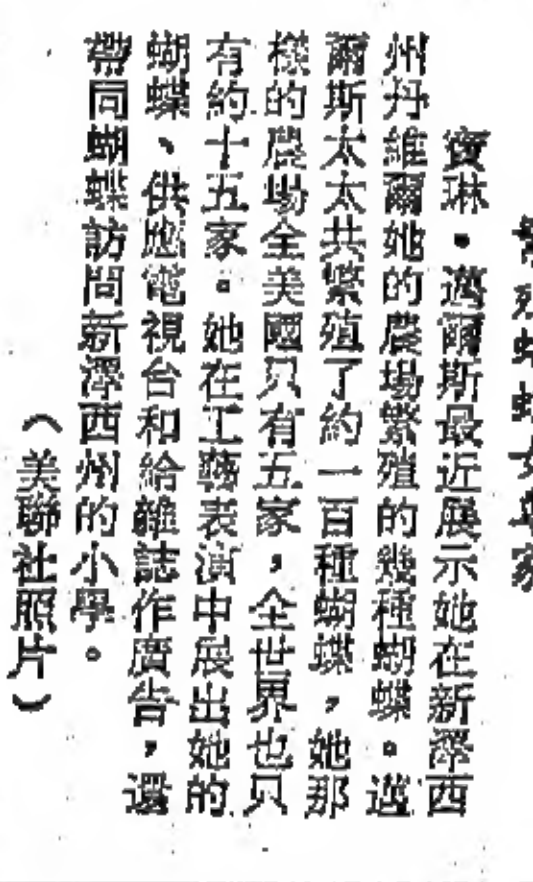 寶琳・邁爾斯最近展示她在新澤西
州丹維爾她的農場繁殖的幾種蝴蝶。邁
爾斯太太共繁殖了約一百種蝴蝶，她那
樣的農場全美國只有五家，全世界也只
有約十五家。她在工藝表演中展出她的
蝴蝶、供應電視台和給雜誌作廣告，還
帶同蝴蝶訪問新澤西州的小學。
（美聯社照片）